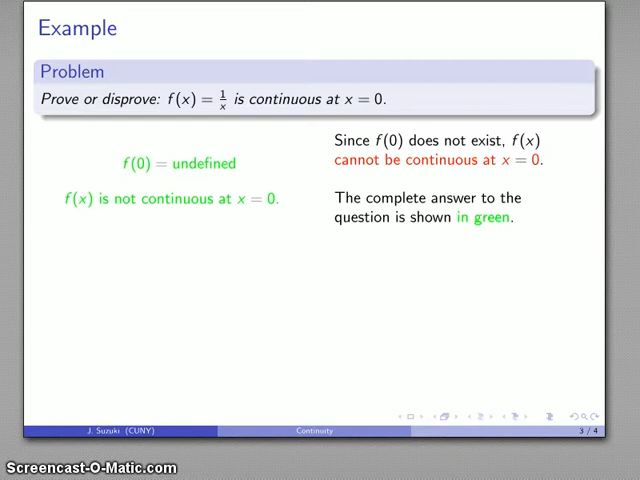 Example
Problem
Prove or disprove: f(x) = 1/x is continuous at x = 0.
f(0) = undefined
f(x) is not continuous at x = 0.
Since f(0) does not exist, f(x)
cannot be continuous at x = 0.
The complete answer to the
question is shown in green.
J. Suzuki (CUNY)
Continuity
3 / 4
Screencast-O-Matic.com